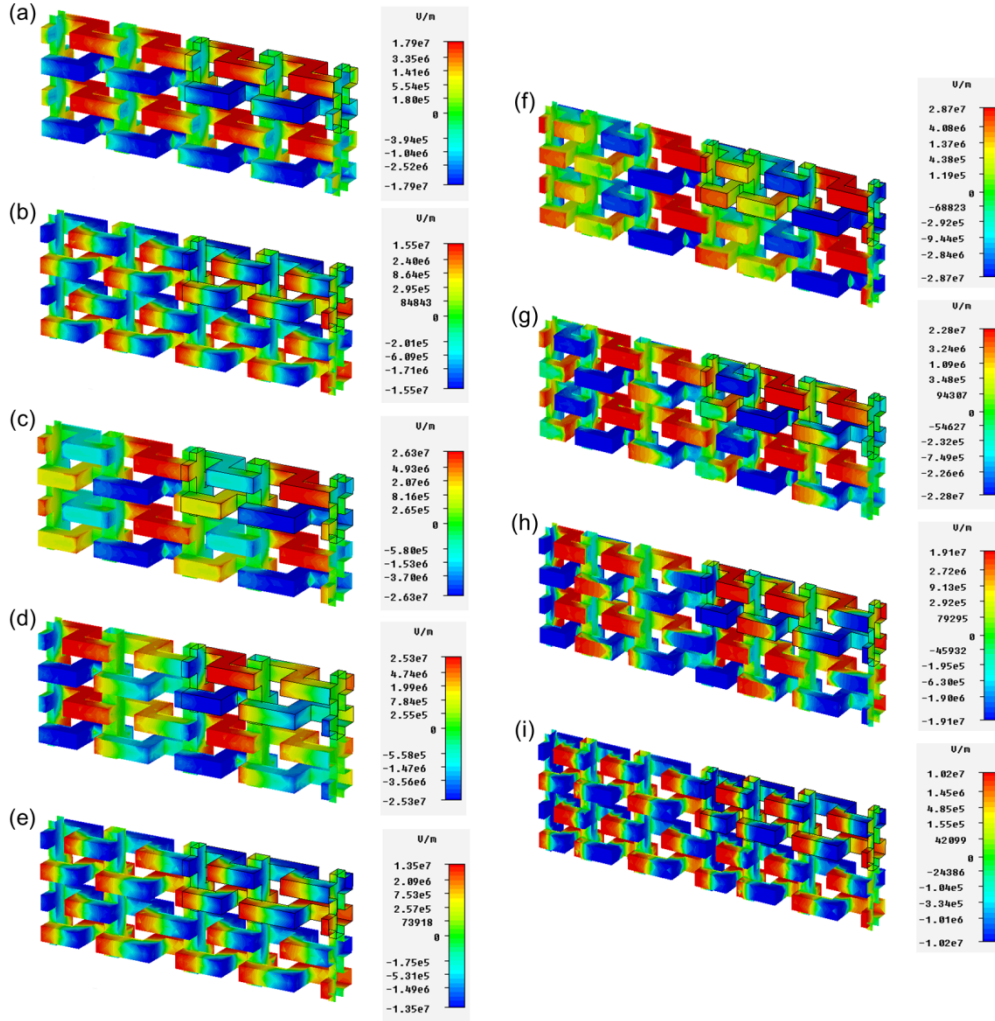 (a)
V/m
1.79e7
3.35e6
1.41e6
5.54e5
1.80e5
0
-3.94e5
-1.04e6
-2.52e6
-1.79e7
(b)
V/m
1.55e7
2.40e6
8.64e5
2.95e5
84843
0
-2.01e5
-6.09e5
-1.71e6
-1.55e7
(c)
V/m
2.63e7
4.93e6
2.07e6
8.16e5
2.65e5
0
-5.80e5
-1.53e6
-3.70e6
-2.63e7
(d)
V/m
2.53e7
4.74e6
1.99e6
7.84e5
2.55e5
0
-5.58e5
-1.47e6
-3.56e6
-2.53e7
(e)
V/m
1.35e7
2.09e6
7.53e5
2.57e5
73918
0
-1.75e5
-5.31e5
-1.49e6
-1.35e7
(f)
V/m
2.87e7
4.08e6
1.37e6
4.38e5
1.19e5
0
-68823
-2.92e5
-9.44e5
-2.84e6
-2.87e7
(g)
V/m
2.28e7
3.24e6
1.09e6
3.48e5
94307
0
-54627
-2.32e5
-7.49e5
-2.26e6
-2.28e7
(h)
V/m
1.91e7
2.72e6
9.13e5
2.92e5
79295
0
-45932
-1.95e5
-6.30e5
-1.90e6
-1.91e7
(i)
V/m
1.02e7
1.45e6
4.85e5
1.55e5
42099
0
-24386
-1.04e5
-3.34e5
-1.01e6
-1.02e7